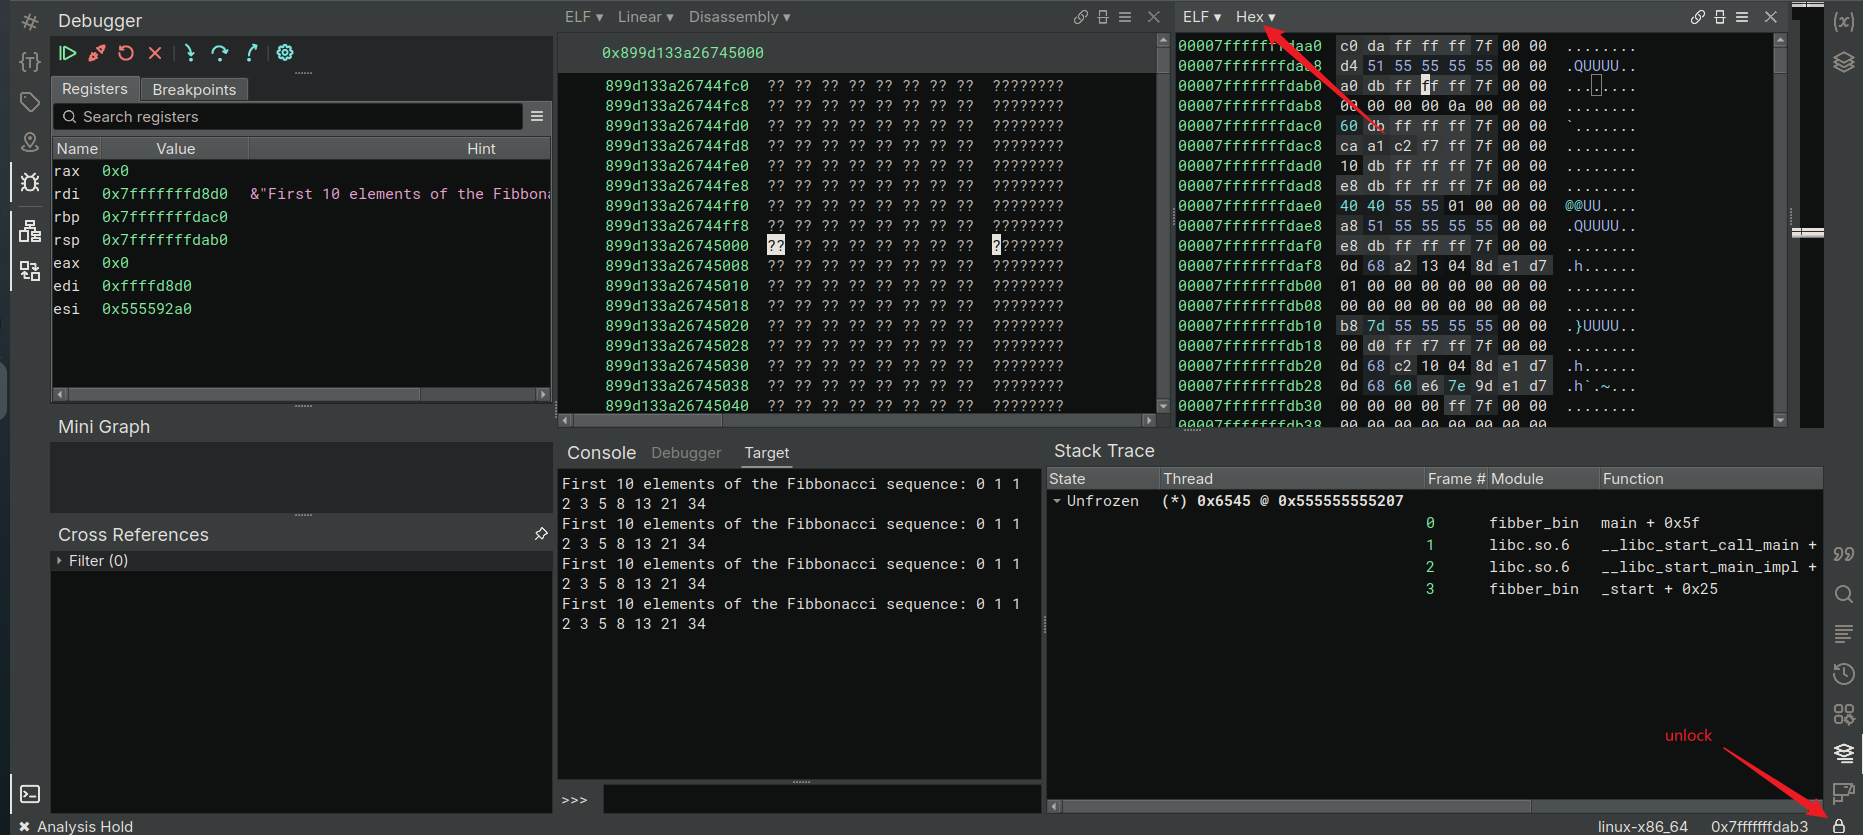 Debugger
Registers
Breakpoints
Search registers
Name Value Hint
rax 0x0
rdi 0x7fffffffd8d0 &"First 10 elements of the Fibbona
rbp 0x7fffffffdac0
rsp 0x7fffffffdab0
eax 0x0
edi 0xffffd8d0
esi 0x555592a0
Mini Graph
Cross References
Filter (0)
ELF ▾ Linear ▾ Disassembly ▾
0x899d133a26745000
899d133a26744fc0 ?? ?? ?? ?? ?? ?? ?? ?? ????????
899d133a26744fc8 ?? ?? ?? ?? ?? ?? ?? ?? ????????
899d133a26744fd0 ?? ?? ?? ?? ?? ?? ?? ?? ????????
899d133a26744fd8 ?? ?? ?? ?? ?? ?? ?? ?? ????????
899d133a26744fe0 ?? ?? ?? ?? ?? ?? ?? ?? ????????
899d133a26744fe8 ?? ?? ?? ?? ?? ?? ?? ?? ????????
899d133a26744ff0 ?? ?? ?? ?? ?? ?? ?? ?? ????????
899d133a26744ff8 ?? ?? ?? ?? ?? ?? ?? ?? ????????
899d133a26745000 ?? ?? ?? ?? ?? ?? ?? ?? ????????
899d133a26745008 ?? ?? ?? ?? ?? ?? ?? ?? ????????
899d133a26745010 ?? ?? ?? ?? ?? ?? ?? ?? ????????
899d133a26745018 ?? ?? ?? ?? ?? ?? ?? ?? ????????
899d133a26745020 ?? ?? ?? ?? ?? ?? ?? ?? ????????
899d133a26745028 ?? ?? ?? ?? ?? ?? ?? ?? ????????
899d133a26745030 ?? ?? ?? ?? ?? ?? ?? ?? ????????
899d133a26745038 ?? ?? ?? ?? ?? ?? ?? ?? ????????
899d133a26745040 ?? ?? ?? ?? ?? ?? ?? ?? ????????
ELF ▾ Hex ▾
00007fffffffdaa0 c0 da ff ff ff 7f 00 00 ........
00007fffffffdaa8 d4 51 55 55 55 55 00 00 .QUUUU..
00007fffffffdab0 a0 db ff ff ff 7f 00 00 ........
00007fffffffdab8 00 00 00 00 0a 00 00 00 ........
00007fffffffdac0 60 db ff ff ff 7f 00 00 `.......
00007fffffffdac8 ca a1 c2 f7 ff 7f 00 00 ........
00007fffffffdad0 10 db ff ff ff 7f 00 00 ........
00007fffffffdad8 e8 db ff ff ff 7f 00 00 ........
00007fffffffdae0 40 40 55 55 01 00 00 00 @@UU....
00007fffffffdae8 a8 51 55 55 55 55 00 00 .QUUUU..
00007fffffffdaf0 e8 db ff ff ff 7f 00 00 ........
00007fffffffdaf8 0d 68 a2 13 04 8d e1 d7 .h......
00007fffffffdb00 01 00 00 00 00 00 00 00 ........
00007fffffffdb08 00 00 00 00 00 00 00 00 ........
00007fffffffdb10 b8 7d 55 55 55 55 00 00 .}UUUU..
00007fffffffdb18 00 d0 ff f7 ff 7f 00 00 ........
00007fffffffdb20 0d 68 c2 10 04 8d e1 d7 .h......
00007fffffffdb28 0d 68 60 e6 7e 9d e1 d7 .h`.~...
00007fffffffdb30 00 00 00 00 ff 7f 00 00 ........
00007fffffffdb38 00 00 00 00 00 00 00 00
Console Debugger Target
First 10 elements of the Fibbonacci sequence: 0 1 1
2 3 5 8 13 21 34
First 10 elements of the Fibbonacci sequence: 0 1 1
2 3 5 8 13 21 34
First 10 elements of the Fibbonacci sequence: 0 1 1
2 3 5 8 13 21 34
First 10 elements of the Fibbonacci sequence: 0 1 1
2 3 5 8 13 21 34
>>>
Stack Trace
State Thread Frame # Module Function
Unfrozen (*) 0x6545 @ 0x555555555207
0 fibber_bin main + 0x5f
1 libc.so.6 __libc_start_call_main +
2 libc.so.6 __libc_start_main_impl +
3 fibber_bin _start + 0x25
unlock
Analysis Hold
linux-x86_64 0x7fffffffdab3